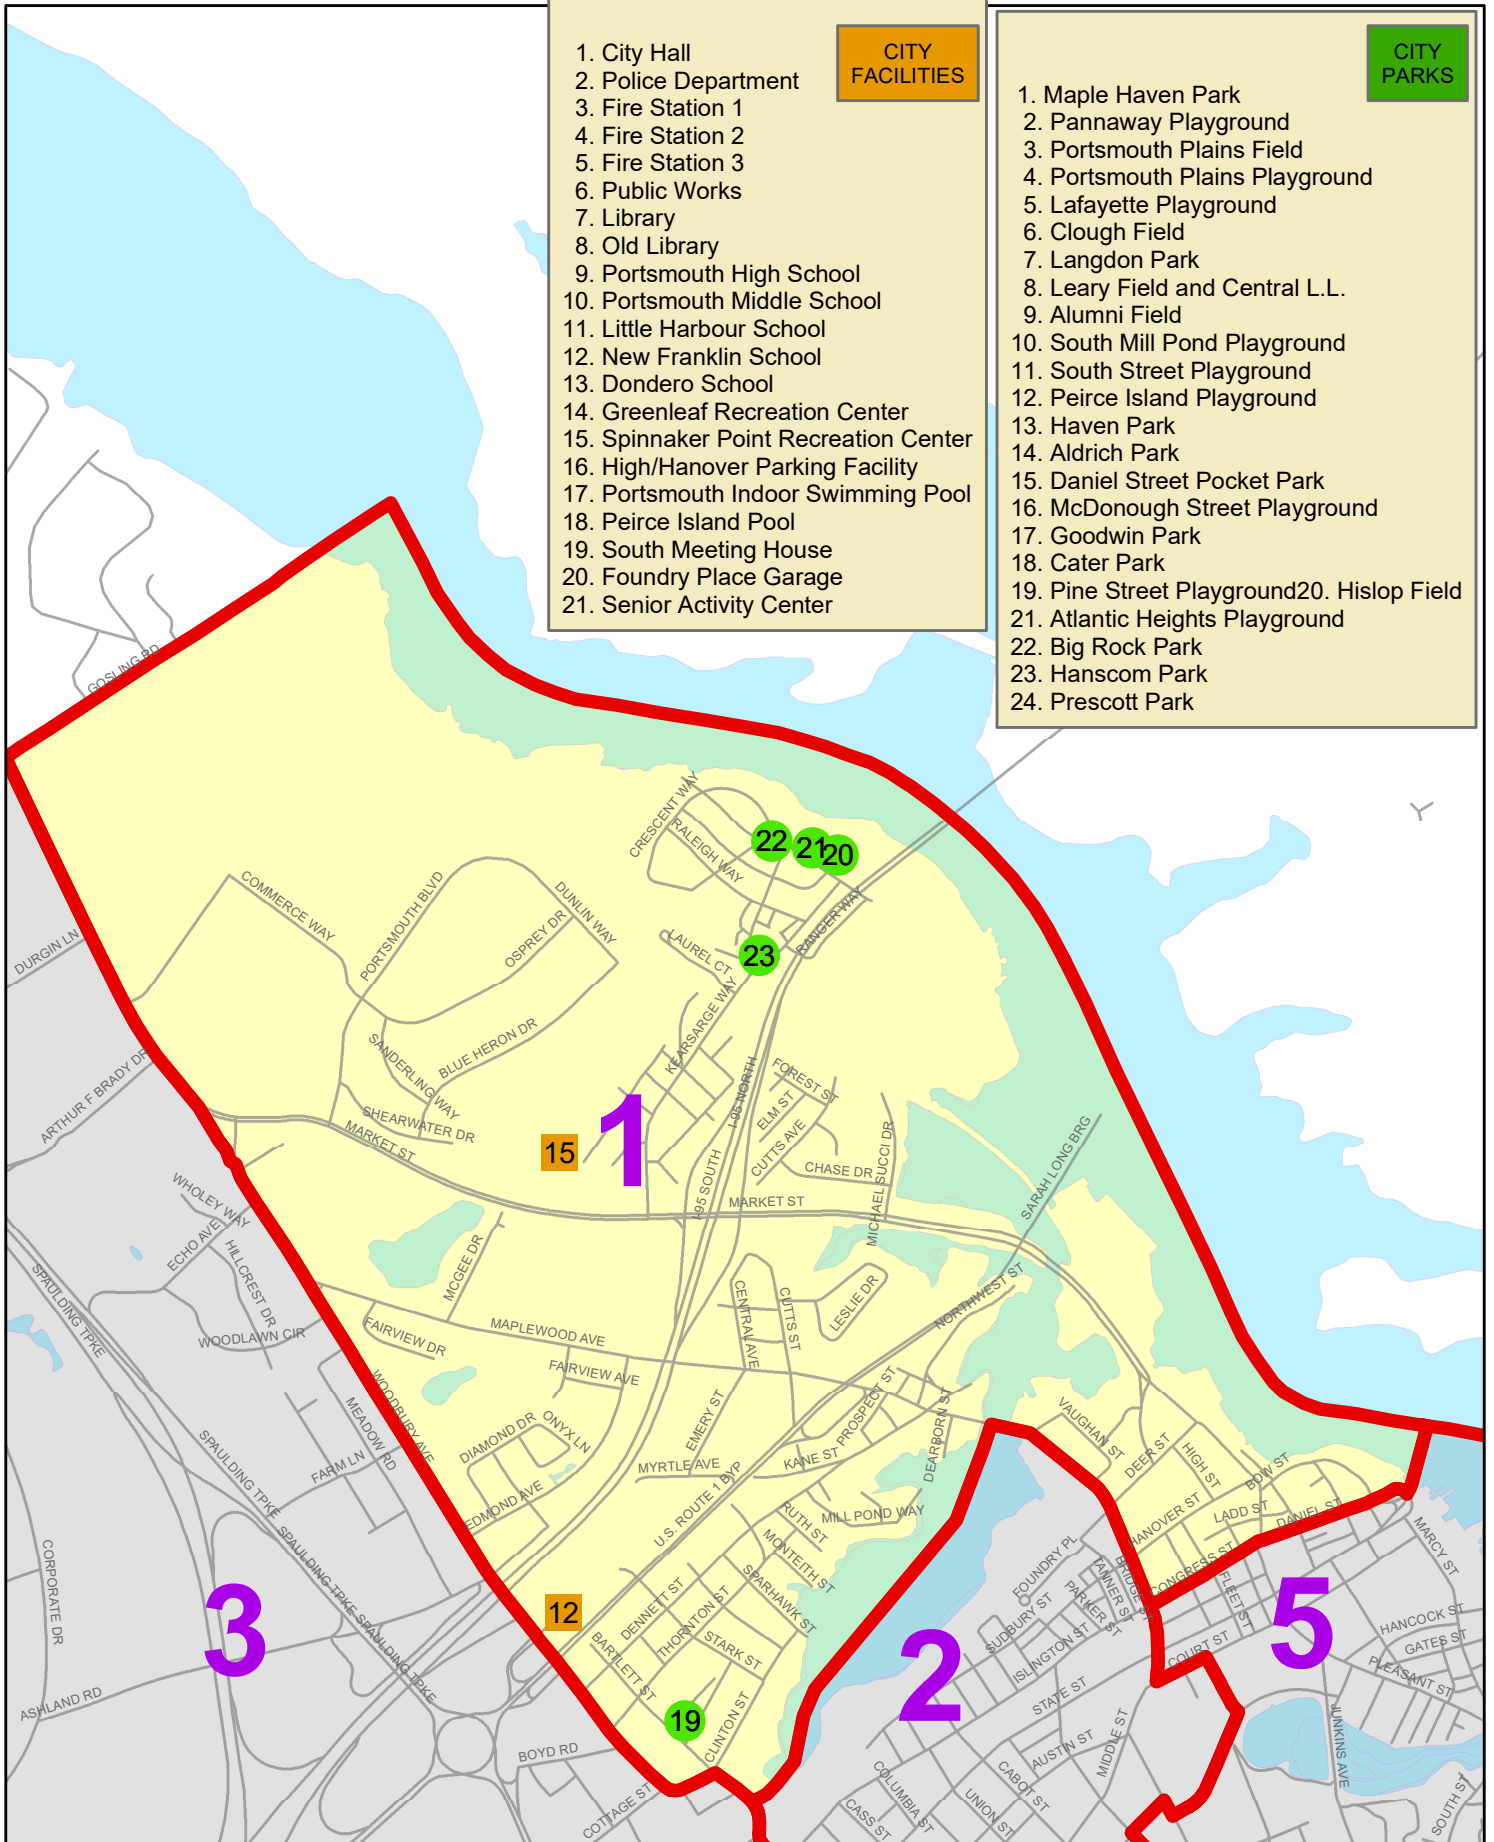 CITY
FACILITIES
1. City Hall
2. Police Department
3. Fire Station 1
4. Fire Station 2
5. Fire Station 3
6. Public Works
7. Library
8. Old Library
9. Portsmouth High School
10. Portsmouth Middle School
11. Little Harbour School
12. New Franklin School
13. Dondero School
14. Greenleaf Recreation Center
15. Spinnaker Point Recreation Center
16. High/Hanover Parking Facility
17. Portsmouth Indoor Swimming Pool
18. Peirce Island Pool
19. South Meeting House
20. Foundry Place Garage
21. Senior Activity Center
CITY
PARKS
1. Maple Haven Park
2. Pannaway Playground
3. Portsmouth Plains Field
4. Portsmouth Plains Playground
5. Lafayette Playground
6. Clough Field
7. Langdon Park
8. Leary Field and Central L.L.
9. Alumni Field
10. South Mill Pond Playground
11. South Street Playground
12. Peirce Island Playground
13. Haven Park
14. Aldrich Park
15. Daniel Street Pocket Park
16. McDonough Street Playground
17. Goodwin Park
18. Cater Park
19. Pine Street Playground20. Hislop Field
21. Atlantic Heights Playground
22. Big Rock Park
23. Hanscom Park
24. Prescott Park
GOSLING RD
CRESCENT WAY
RALEIGH WAY
22
21
20
COMMERCE WAY
PORTSMOUTH BLVD
DUNLIN WAY
OSPREY DR
RANGER WAY
LAUREL CT
23
DURGIN LN
KEARSARGE WAY
BLUE HERON DR
SANDERLING WAY
SHEARWATER DR
MARKET ST
ARTHUR F BRADY DR
I-95 NORTH
FOREST ST
ELM ST
CUTTS AVE
CHASE DR
MICHAEL SUCCI DR
SARAH LONG BRG
1
15
I-95 SOUTH
MARKET ST
WHOLEY WAY
ECHO AVE
HILLCREST DR
MCGEE DR
SPAULDING TPKE
WOODLAWN CIR
FAIRVIEW DR
MAPLEWOOD AVE
FAIRVIEW AVE
CENTRAL AVE
CUTTS ST
LESLIE DR
NORTHWEST ST
WOODBURY AVE
MEADOW RD
FARM LN
DIAMOND DR
ONYX LN
EMERY ST
PROSPECT ST
DEARBORN ST
VAUGHAN ST
DEER ST
HIGH ST
BOW ST
SPAULDING TPKE
EDMOND AVE
MYRTLE AVE
KANE ST
U.S. ROUTE 1 BYP
MILL POND WAY
RUTH ST
MONTEITH ST
SPARHAWK ST
HANOVER ST
LADD ST
DANIEL ST
MARCY ST
CONGRESS ST
FLEET ST
BRIDGE ST
TANNER ST
PARKER ST
FOUNDRY PL
SUDBURY ST
ISLINGTON ST
CORPORATE DR
SPAULDING TPKE
SPAULDING TPKE
3
12
DENNETT ST
THORNTON ST
STARK ST
BARTLETT ST
2
5
HANCOCK ST
GATES ST
PLEASANT ST
COURT ST
STATE ST
ASHLAND RD
19
CLINTON ST
BOYD RD
COTTAGE ST
AUSTIN ST
MIDDLE ST
CABOT ST
COLUMBIA ST
CASS ST
UNION ST
JUNKINS AVE
SOUTH ST